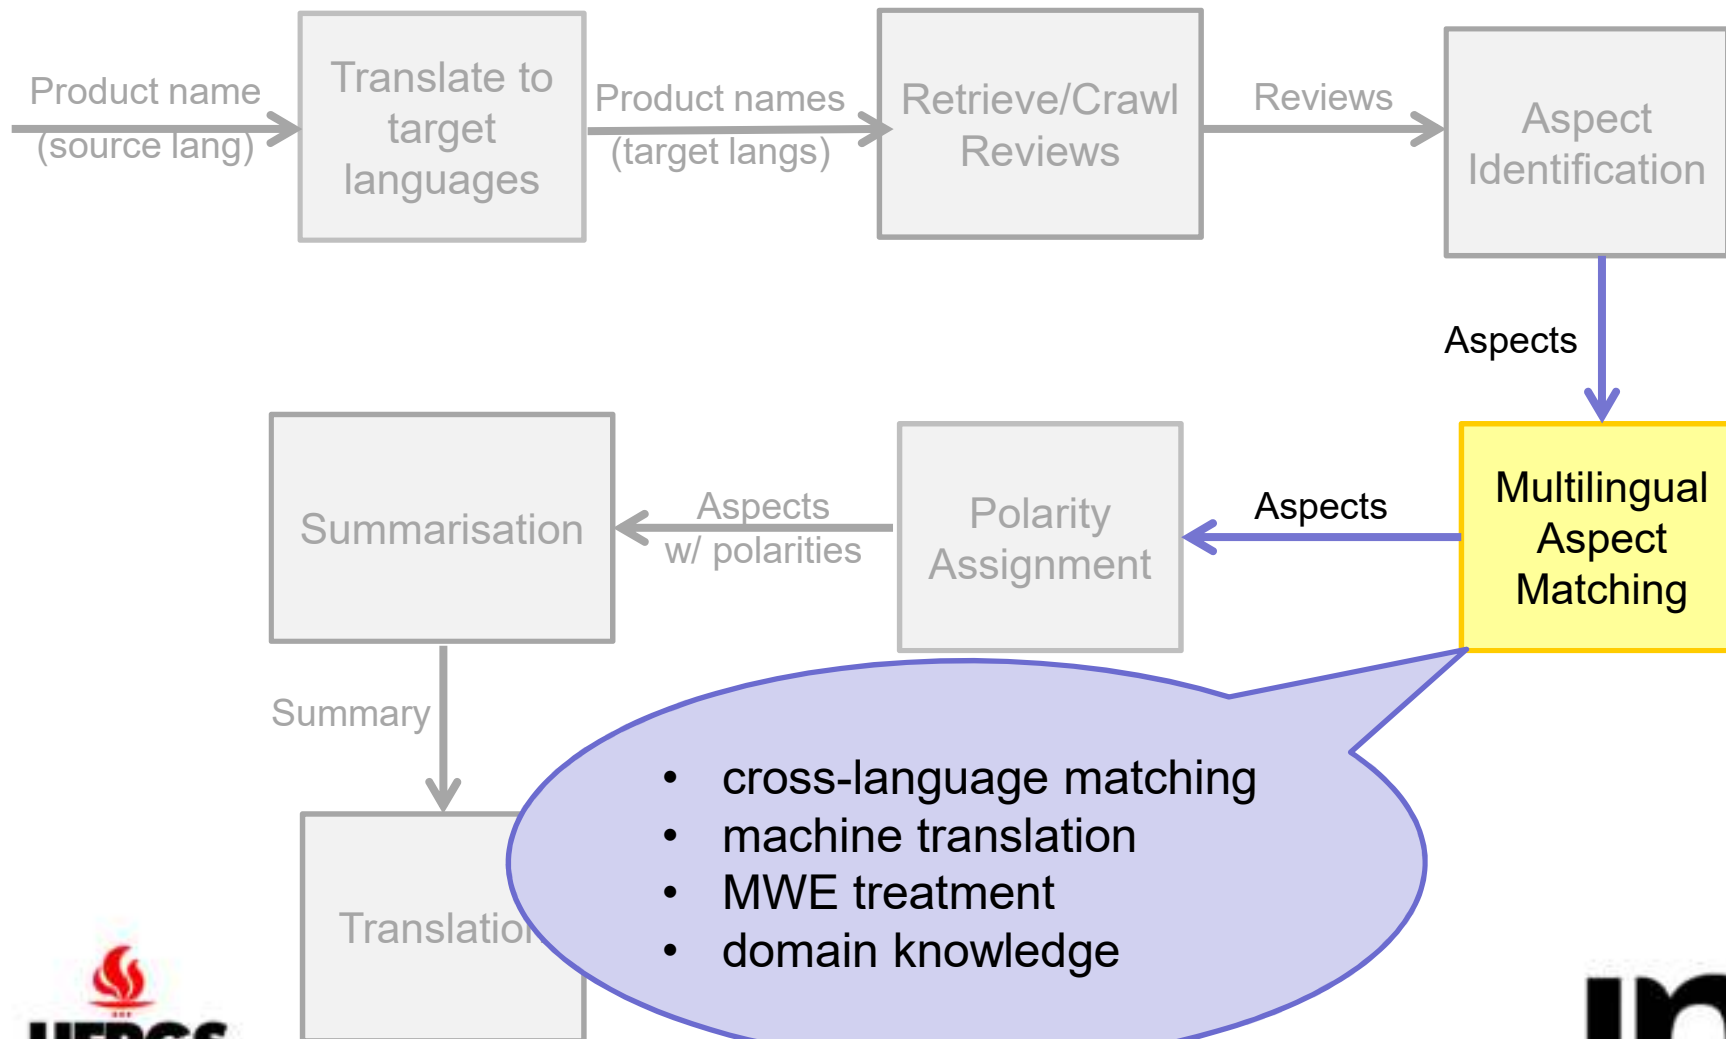 Product name
(source lang)
Translate to
target
languages
Product names
(target langs)
Retrieve/Crawl
Reviews
Reviews
Aspect
Identification
Aspects
Multilingual
Aspect
Matching
Aspects
Polarity
Assignment
Aspects
w/ polarities
Summarisation
Summary
Translation
• cross-language matching
• machine translation
• MWE treatment
• domain knowledge
UFRGS